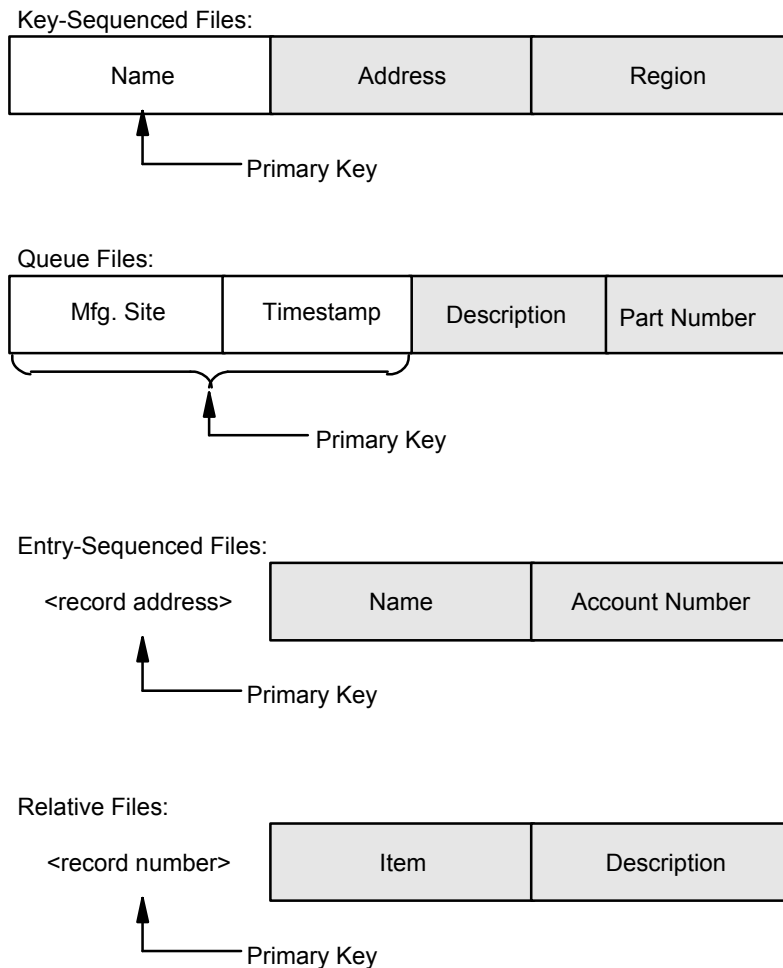 Key-Sequenced Files:
Name Address Region
Primary Key
Queue Files:
Mfg. Site Timestamp Description Part Number
Primary Key
Entry-Sequenced Files:
<record address> Name Account Number
Primary Key
Relative Files:
<record number> Item Description
Primary Key